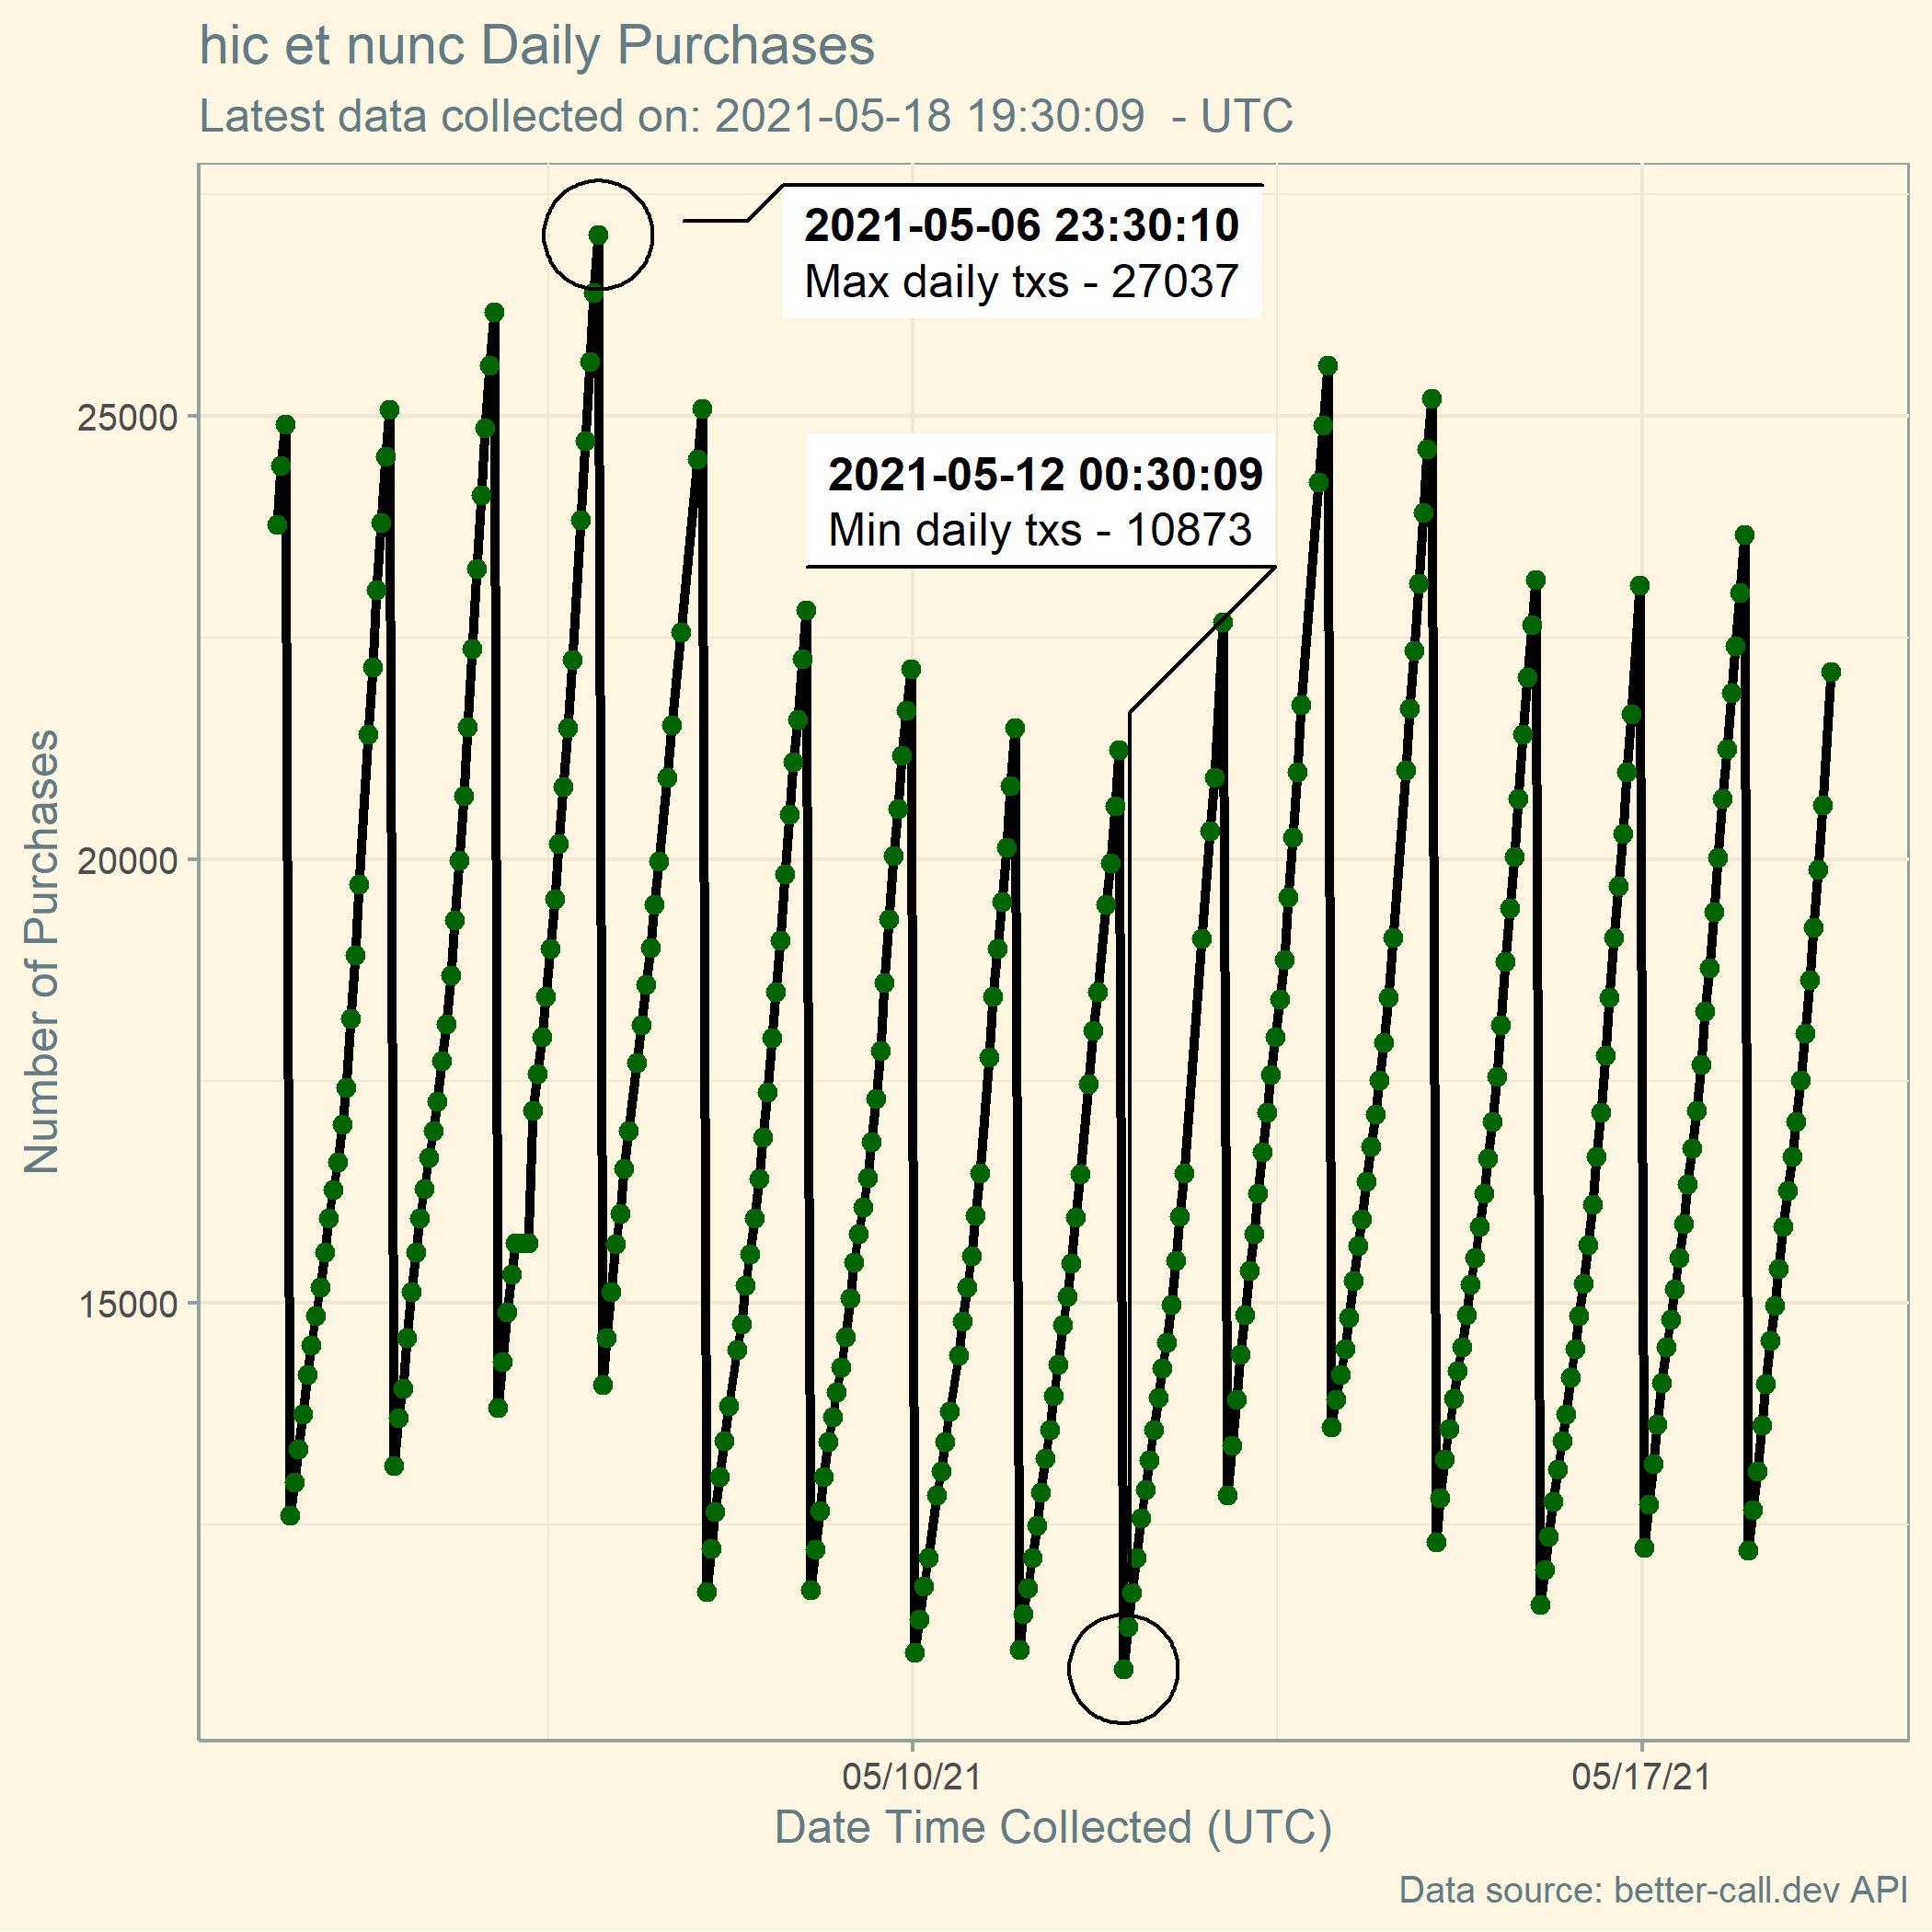 hic et nunc Daily Purchases
Latest data collected on: 2021-05-18 19:30:09 - UTC
2021-05-06 23:30:10
Max daily txs - 27037
2021-05-12 00:30:09
Min daily txs - 10873
25000
20000
15000
Number of Purchases
05/10/21
05/17/21
Date Time Collected (UTC)
Data source: better-call.dev API